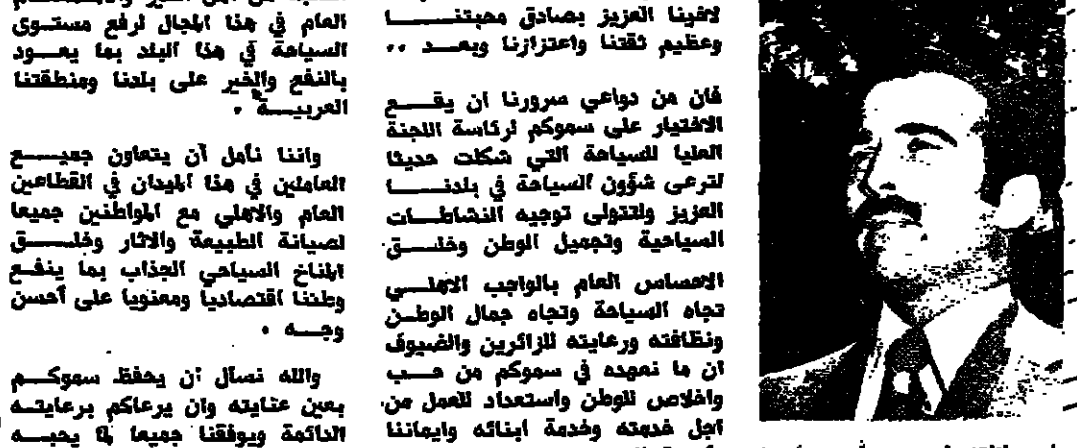 لاخينا العزيز بصادق محبتنا
وعظيم ثقتنا واعتزازنا وبعد ..
فان من دواعي سرورنا ان يقع
الاختيار على سموكم لرئاسة اللجنة
العليا للسياحة التي شكلت حديثا
لترعى شؤون السياحة في بلدنا
العزيز ولتتولى توجيه النشاطات
السياحية وتجميل الوطن وخلق
الاحساس العام بالواجب الاهلي
تجاه السياحة وتجاه جمال الوطن
ونظافته ورعايته للزائرين والضيوف
ان ما نعهده في سموكم من حب
واخلاص للوطن واستعداد للعمل من
اجل خدمته وخدمة ابنائه وايماننا
العام في هذا المجال لرفع مستوى
السياحة في هذا البلد بما يعود
بالنفع والخير على بلدنا ومنطقتنا
العربية .
واننا نأمل أن يتعاون جميع
العاملين في هذا الميدان في القطاعين
العام والاهلي مع المواطنين جميعا
لصيانة الطبيعة والاثار وخلق
المناخ السياحي الجذاب بما ينفع
وطننا اقتصاديا ومعنويا على أحسن
وجه .
والله نسأل أن يحفظ سموكم
بعين عنايته وان يرعاكم برعايته
الدائمة ويوفقنا جميعا لما يحبه